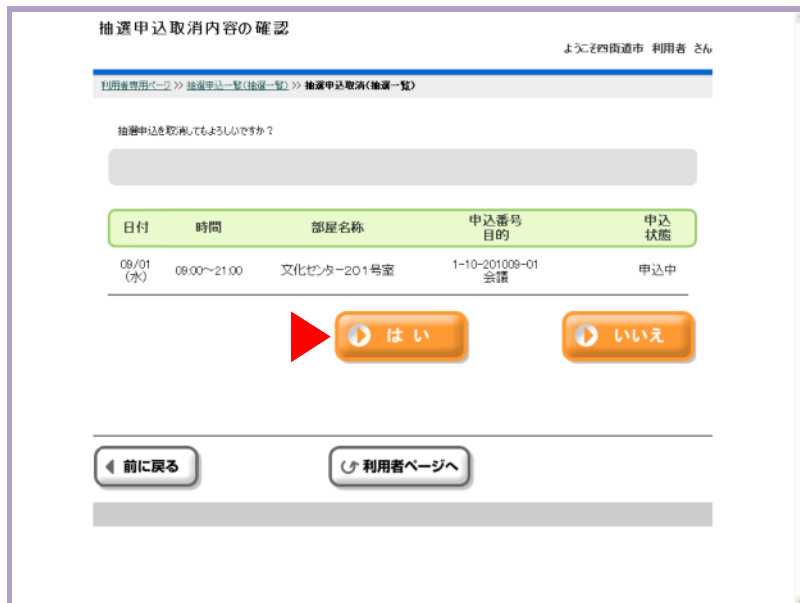 抽選申込取消内容の確認
ようこそ四街道市 利用者 さん
利用者専用ページ >> 抽選申込一覧(抽選一覧) >> 抽選申込取消(抽選一覧)
抽選申込を取消してもよろしいですか？
日付 時間 部屋名称 申込番号 申込
目的 状態
09/01 09:00～21:00 文化センター201号室 1-10-201009-01 申込中
(水) 会議
はい いいえ
前に戻る 利用者ページへ